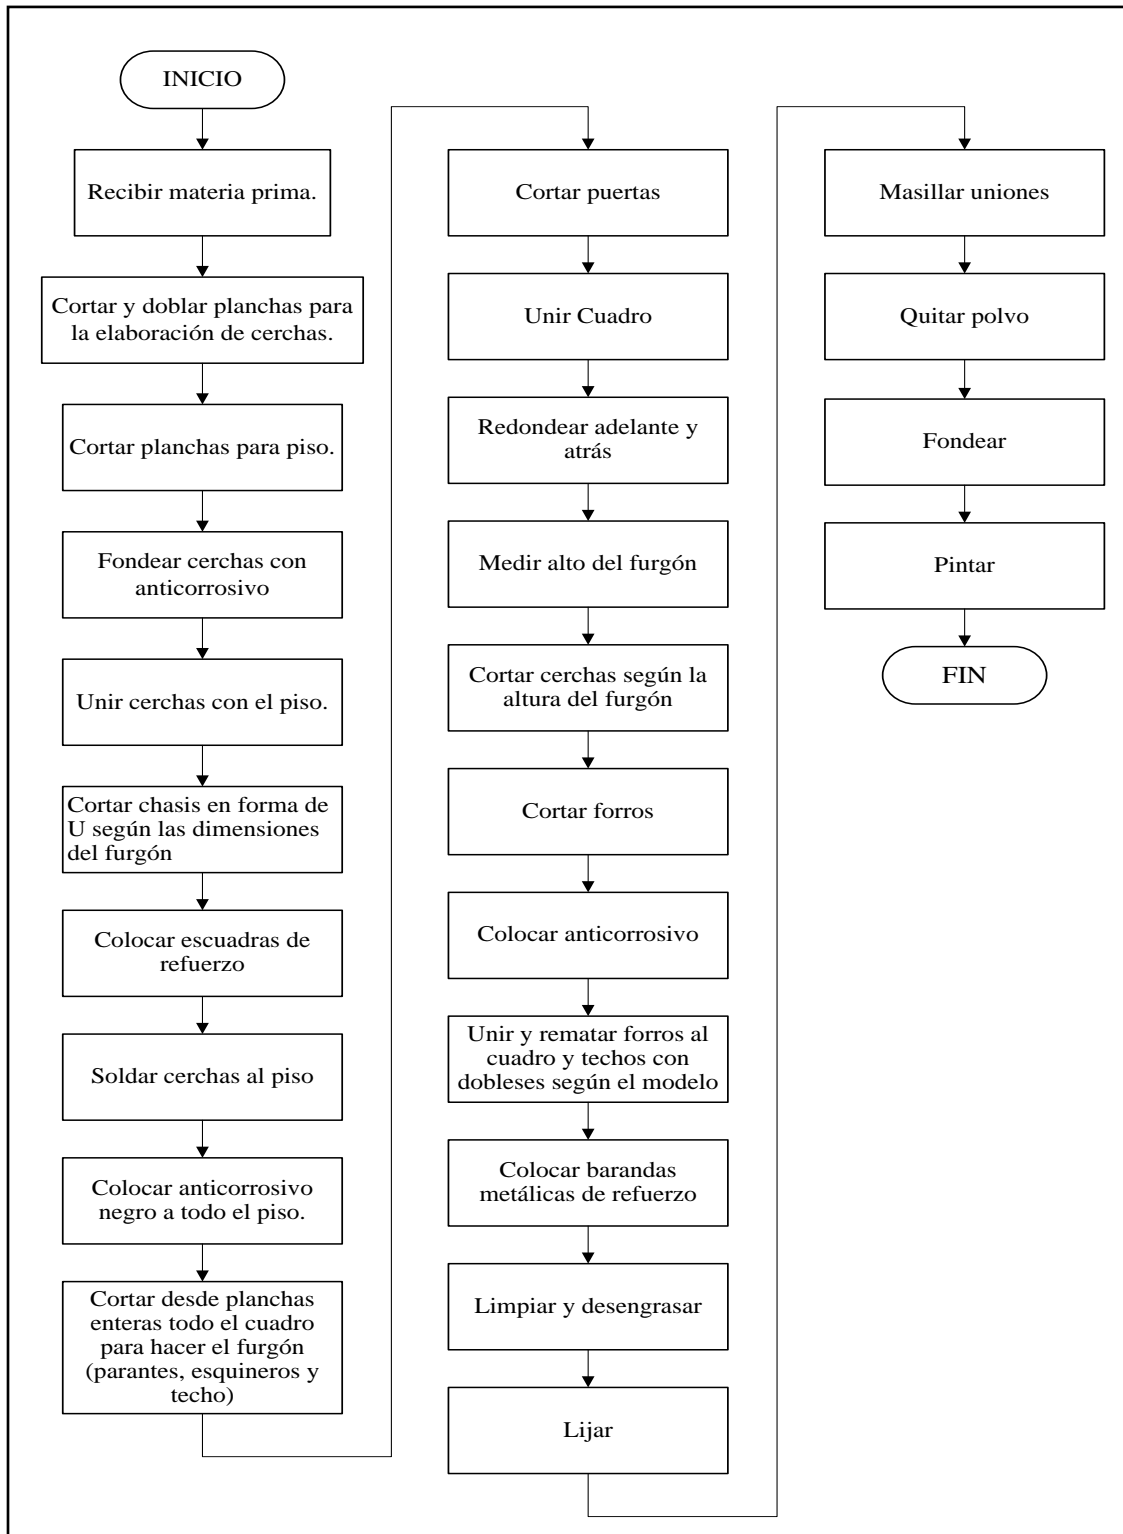 INICIO
Recibir materia prima.
Cortar y doblar planchas para
la elaboración de cerchas.
Cortar planchas para piso.
Fondear cerchas con
anticorrosivo
Unir cerchas con el piso.
Cortar chasis en forma de
U según las dimensiones
del furgón
Colocar escuadras de
refuerzo
Soldar cerchas al piso
Colocar anticorrosivo
negro a todo el piso.
Cortar desde planchas
enteras todo el cuadro
para hacer el furgón
(parantes, esquineros y
techo)
Cortar puertas
Unir Cuadro
Redondear adelante y
atrás
Medir alto del furgón
Cortar cerchas según la
altura del furgón
Cortar forros
Colocar anticorrosivo
Unir y rematar forros al
cuadro y techos con
dobleses según el modelo
Colocar barandas
metálicas de refuerzo
Limpiar y desengrasar
Lijar
Masillar uniones
Quitar polvo
Fondear
Pintar
FIN